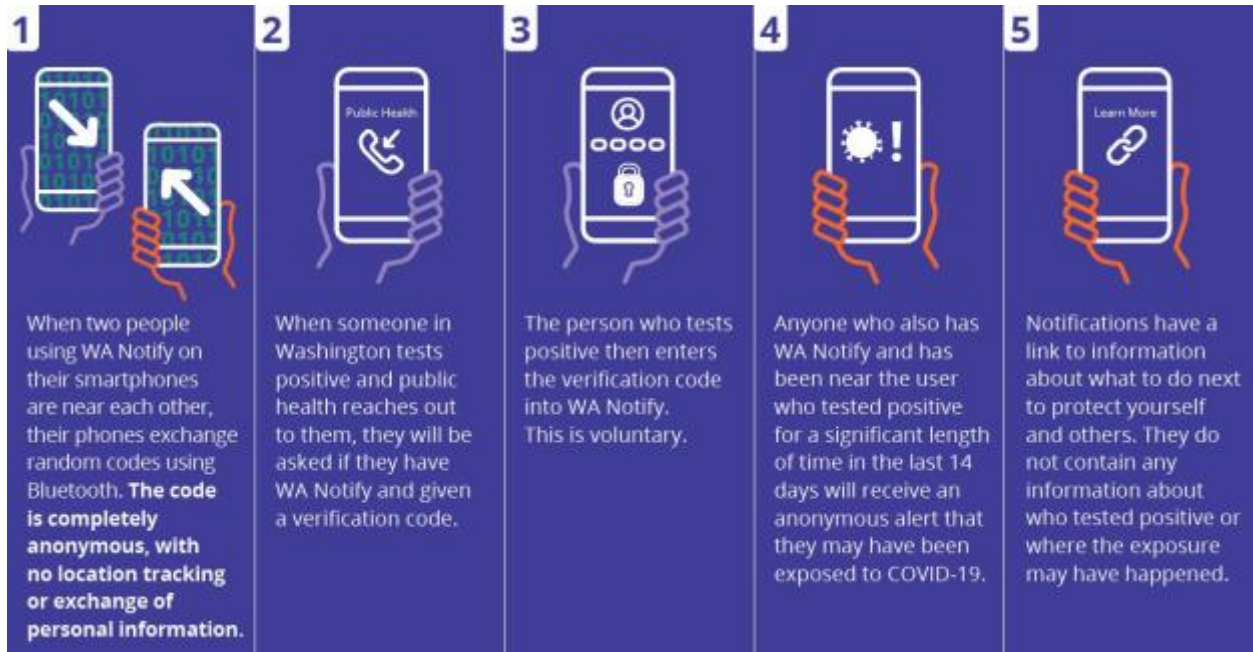 1
10101
Public Health
When two people
using WA Notify on
their smartphones
are near each other,
their phones exchange
random codes using
Bluetooth. The code
is completely
anonymous, with
no location tracking
or exchange of
personal information.
2
When someone in
Washington tests
positive and public
health reaches out
to them, they will be
asked if they have
WA Notify and given
a verification code.
3
The person who tests
positive then enters
the verification code
into WA Notify.
This is voluntary.
4
!
Anyone who also has
WA Notify and has
been near the user
who tested positive
for a significant length
of time in the last 14
days will receive an
anonymous alert that
they may have been
exposed to COVID-19.
5
Learn More
Notifications have a
link to information
about what to do next
to protect yourself
and others. They do
not contain any
information about
who tested positive or
where the exposure
may have happened.